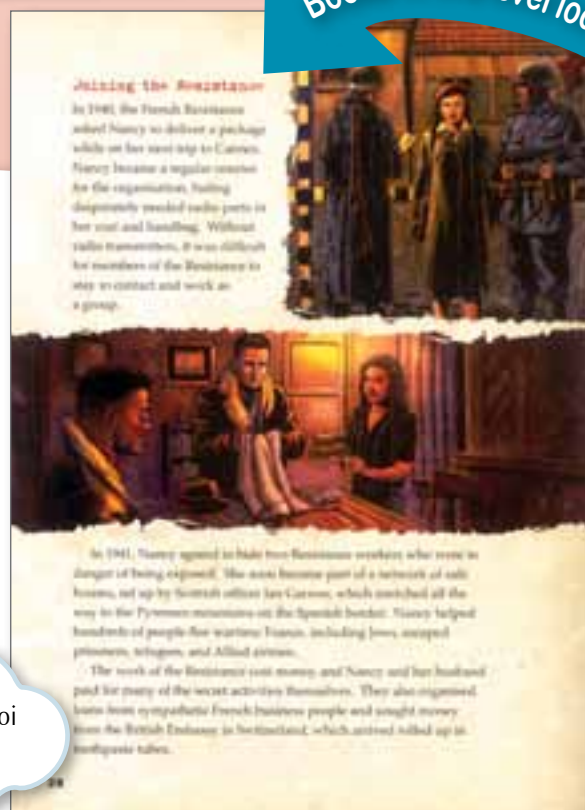 Joining the Resistance
In 1940, the French Resistance
asked Nancy to deliver a package
while on her next trip to Cannes.
Nancy became a regular courier
for the organisation, hiding
desperately needed radio parts in
her coat and handbag. Without
radio transmitters, it was difficult
for members of the Resistance to
stay in contact and work as
a group.
In 1941, Nancy agreed to hide two Resistance workers who were in
danger of being exposed. She soon became part of a network of safe
houses, set up by Scottish officer Ian Garrow, which stretched all the
way to the Pyrenees mountains on the Spanish border. Nancy helped
hundreds of people flee wartime France, including Jews, escaped
prisoners, refugees, and Allied airmen.
The work of the Resistance cost money, and Nancy and her husband
paid for many of the secret activities themselves. They also organised
loans from sympathetic French business people and sought money
from the British Embassy in Switzerland, which arrived rolled up in
toothpaste tubes.
oi